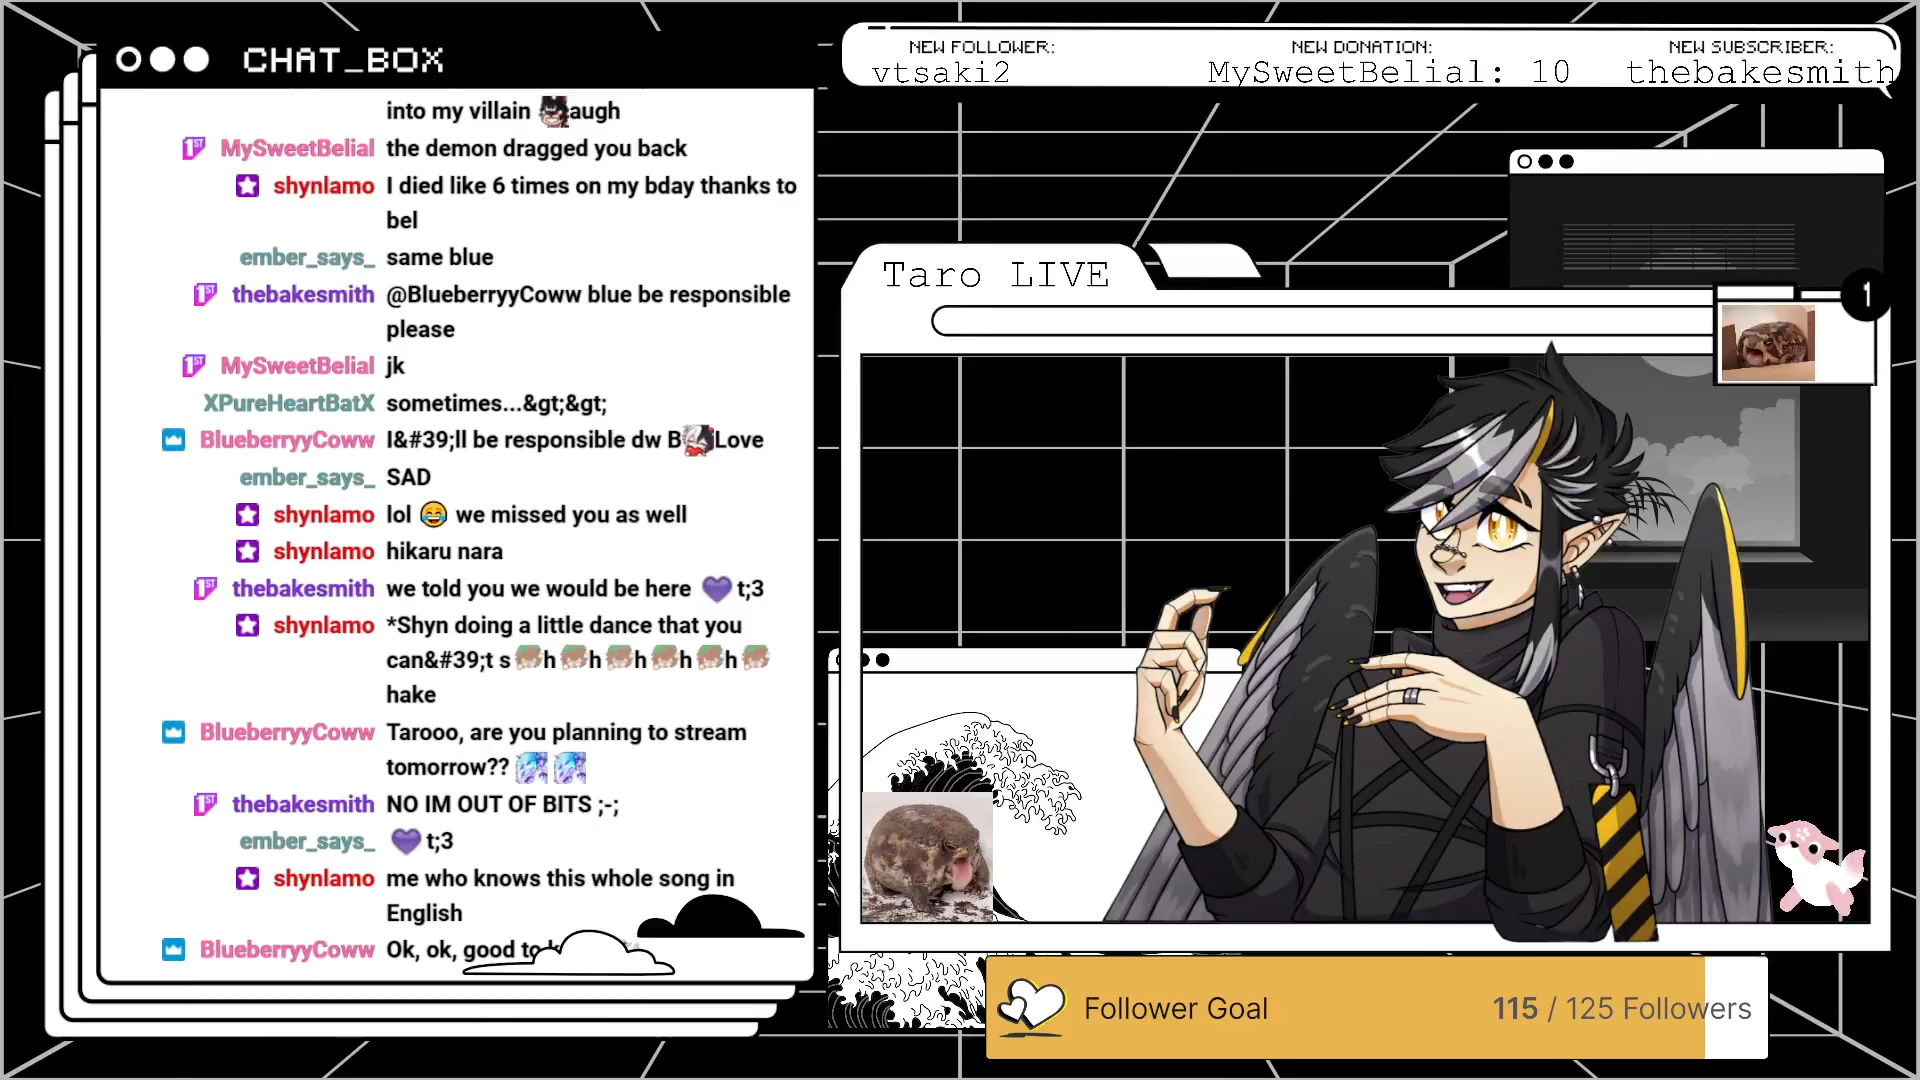 CHAT_BOX
into my villain augh
MySweetBelial the demon dragged you back
shynlamo I died like 6 times on my bday thanks to
bel
ember_says_ same blue
thebakesmith @BlueberryyCoww blue be responsible
please
MySweetBelial jk
XPureHeartBatX sometimes...&gt;&gt;
BlueberryyCoww I&#39;ll be responsible dw B Love
ember_says_ SAD
shynlamo lol 😂 we missed you as well
shynlamo hikaru nara
thebakesmith we told you we would be here 💜 t;3
shynlamo *Shyn doing a little dance that you
can&#39;t s h h h h h
hake
BlueberryyCoww Tarooo, are you planning to stream
tomorrow??
thebakesmith NO IM OUT OF BITS ;-;
ember_says_ 💜 t;3
shynlamo me who knows this whole song in
English
BlueberryyCoww Ok, ok, good to
NEW FOLLOWER:
vtsaki2
NEW DONATION:
MySweetBelial: 10
NEW SUBSCRIBER:
thebakesmith
Taro LIVE
1
Follower Goal
115 / 125 Followers